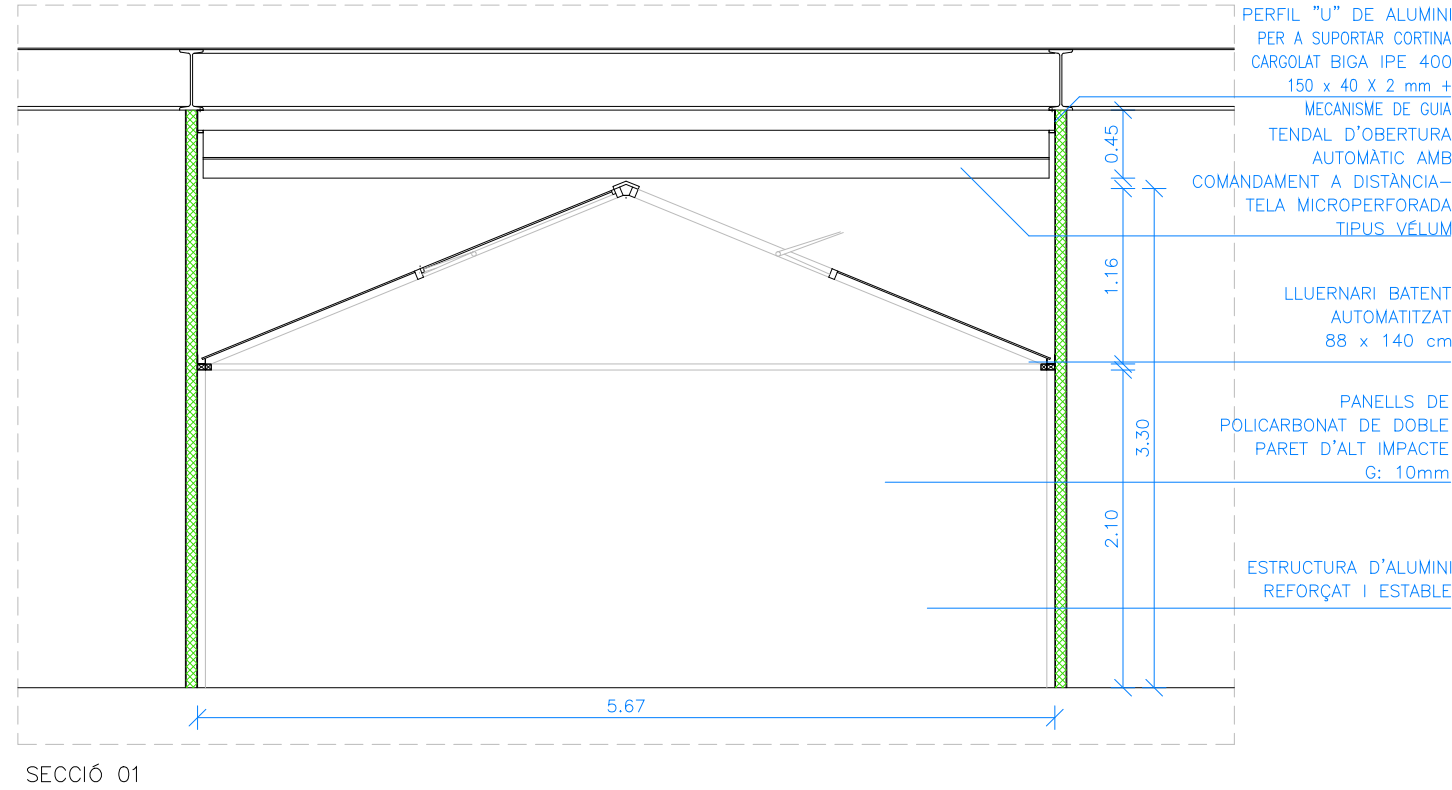 PERFIL "U" DE ALUMINI
PER A SUPORTAR CORTINA
CARGOLAT BIGA IPE 400
150 x 40 X 2 mm +
MECANISME DE GUIA
TENDAL D'OBERTURA
AUTOMÀTIC AMB
COMANDAMENT A DISTÀNCIA-
TELA MICROPERFORADA
TIPUS VÉLUM
LLUERNARI BATENT
AUTOMATITZAT
88 x 140 cm
PANELLS DE
POLICARBONAT DE DOBLE
PARET D'ALT IMPACTE
G: 10mm
ESTRUCTURA D'ALUMINI
REFORÇAT I ESTABLE
0.45
1.16
3.30
2.10
5.67
SECCIÓ 01